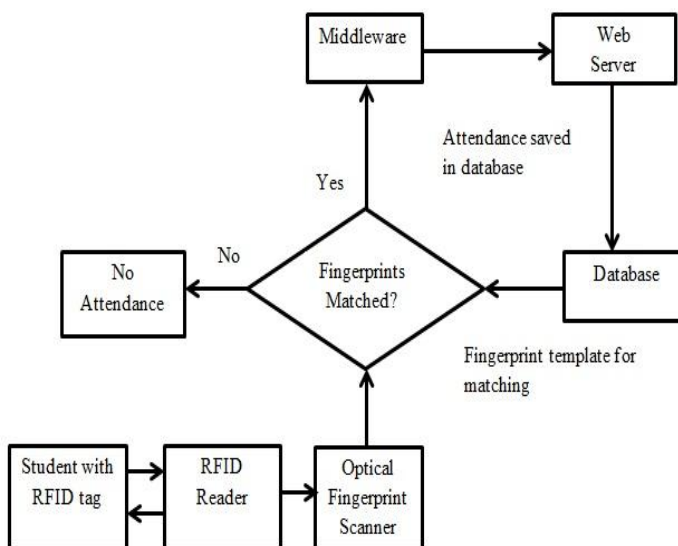 Middleware
Web
Server
Attendance saved
in database
Yes
No
No
Attendance
Fingerprints
Matched?
Database
Fingerprint template for
matching
Student with
RFID tag
RFID
Reader
Optical
Fingerprint
Scanner